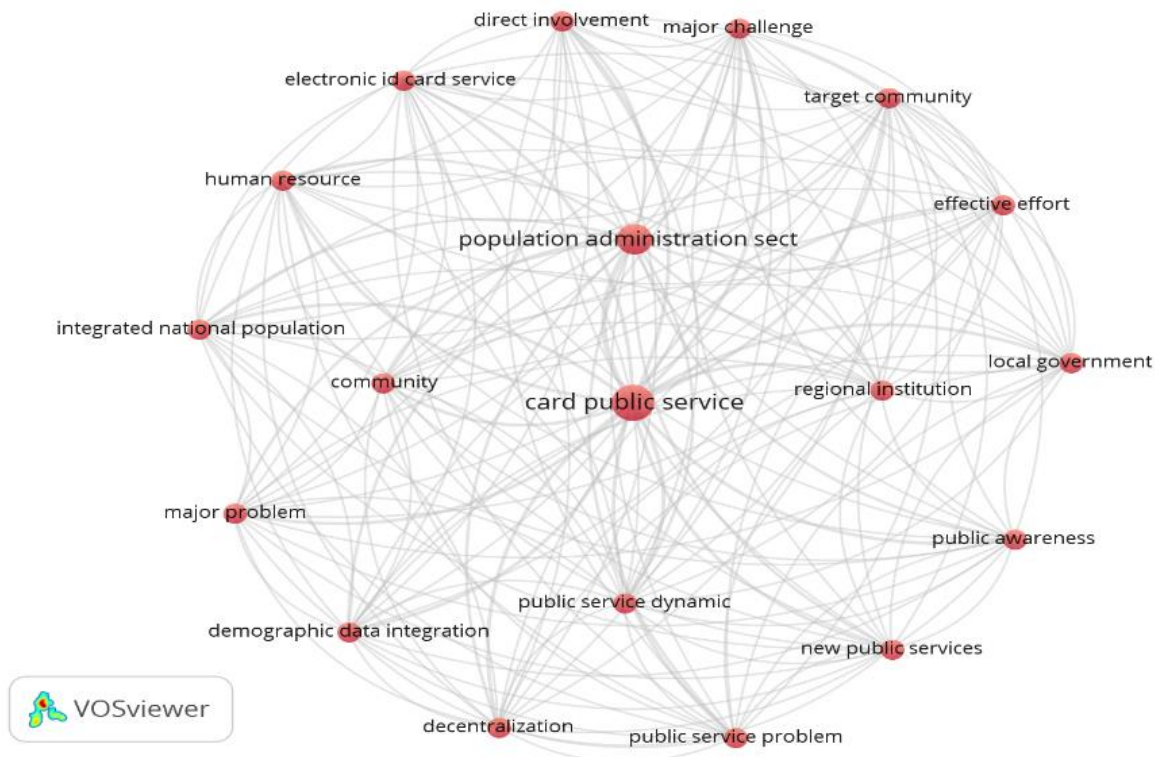 direct involvement
major challenge
electronic id card service
target community
human resource
effective effort
population administration sect
integrated national population
local government
community
regional institution
card public service
major problem
public awareness
public service dynamic
demographic data integration
new public services
VOSviewer
decentralization
public service problem